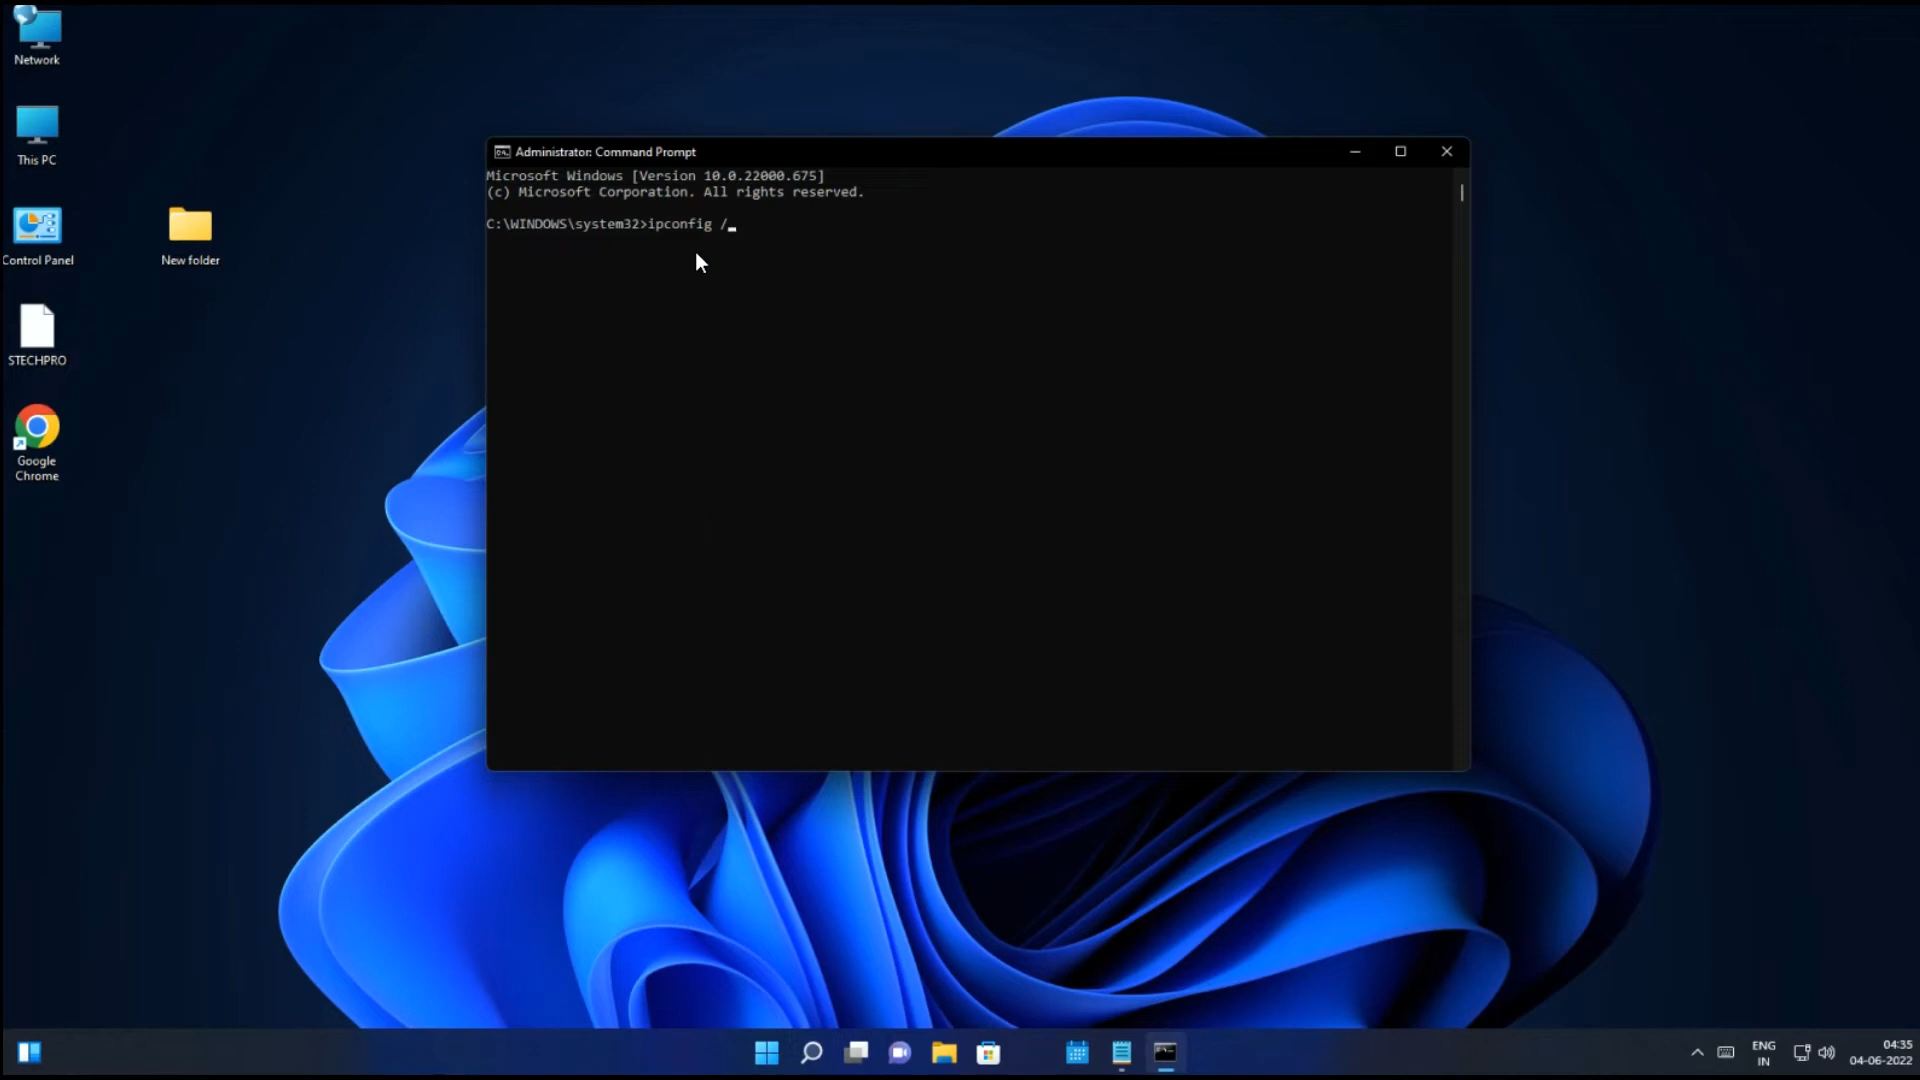 Network
This PC
Control Panel
New folder
STECHPRO
Google
Chrome
Administrator: Command Prompt
Microsoft Windows [Version 10.0.22000.675]
(c) Microsoft Corporation. All rights reserved.
C:\WINDOWS\system32>ipconfig /_
ENG
IN
04:35
04-06-2022